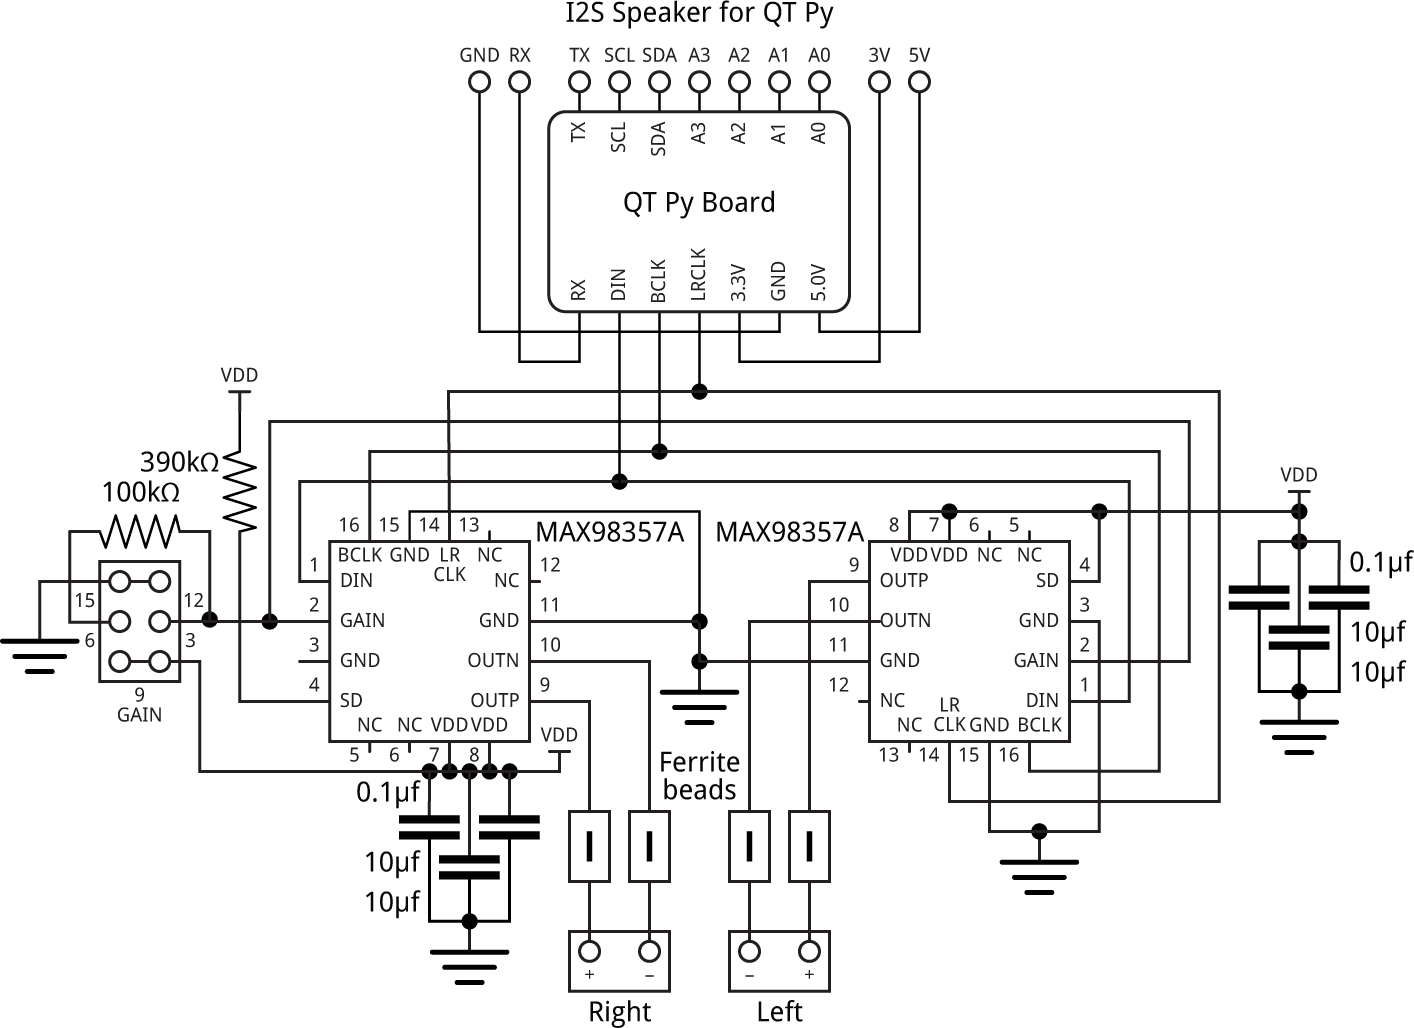 I2S Speaker for QT Py
GND RX TX SCL SDA A3 A2 A1 A0 3V 5V
TX SCL SDA A3 A2 A1 A0
QT Py Board
RX DIN BCLK LRCLK 3.3V GND 5.0V
VDD
390kΩ
100kΩ
15 12
6 3
9
GAIN
MAX98357A
16 15 14 13
BCLK GND LR CLK NC
1 DIN
2 GAIN
3 GND
4 SD
NC 12
GND 11
OUTN 10
OUTP 9
NC NC VDD VDD
5 6 7 8
VDD
0.1µf
10µf
10µf
MAX98357A
8 7 6 5
VDD VDD NC NC
9 OUTP
10 OUTN
11 GND
12 NC
SD 4
GND 3
GAIN 2
DIN 1
NC LR CLK GND BCLK
13 14 15 16
VDD
0.1µf
10µf
10µf
Ferrite
beads
+ −
− +
Right
Left